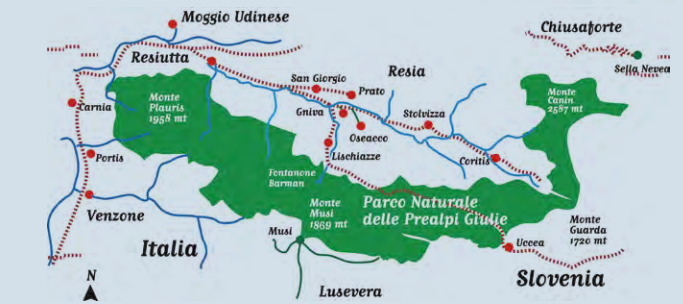 Moggio Udinese
Chiusaforte
Resiutta
Sella Nevea
San Giorgio
Resia
Prato
Monte
Plauris
1958 mt
Monte
Canin
2587 mt
Carnia
Gniva
Stolvizza
Oseacco
Portis
Lischiazze
Coritis
Fontanone
Barman
Venzone
Monte
Musi
1869 mt
Parco Naturale
delle Prealpi Giulie
Monte
Guarda
1720 mt
Musi
Uccea
Italia
Slovenia
N
Lusevera